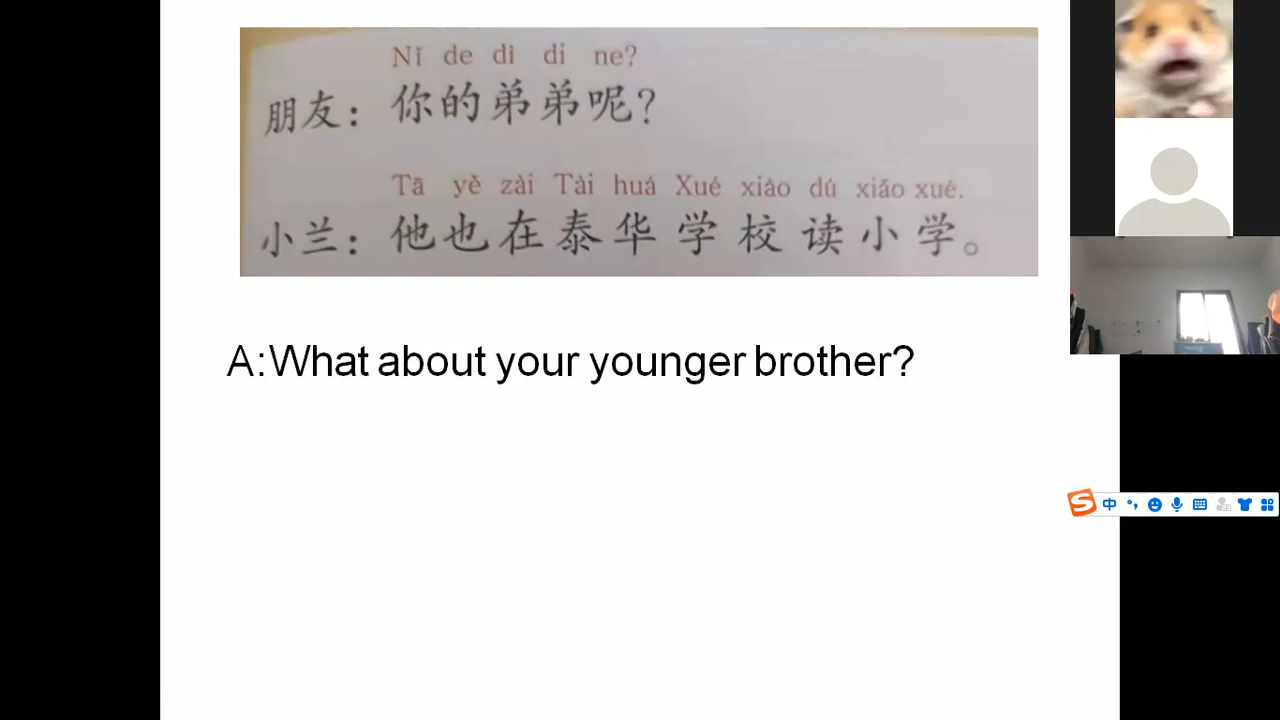 Nǐ de dì di ne?
朋友：你的弟弟呢？
Tā yě zài Tài huá Xué xiào dú xiǎo xué.
小兰：他也在泰华学校读小学。
A:What about your younger brother?
中